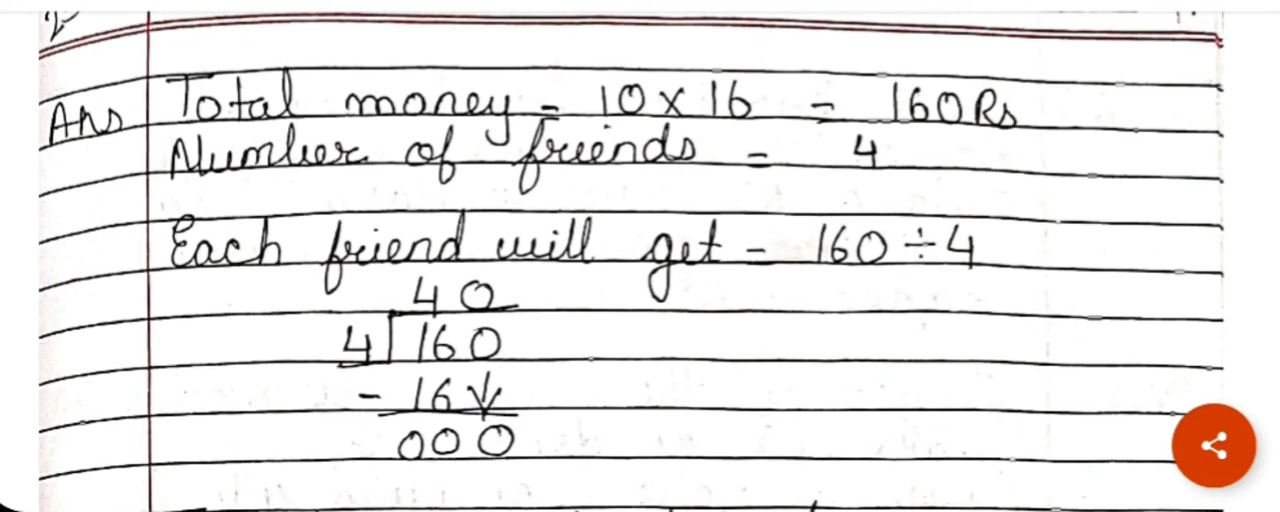 Ans Total money = 10 x 16 = 160 Rs
Number of friends = 4
Each friend will get = 160 ÷ 4
40
4 160
- 16 ↓
000